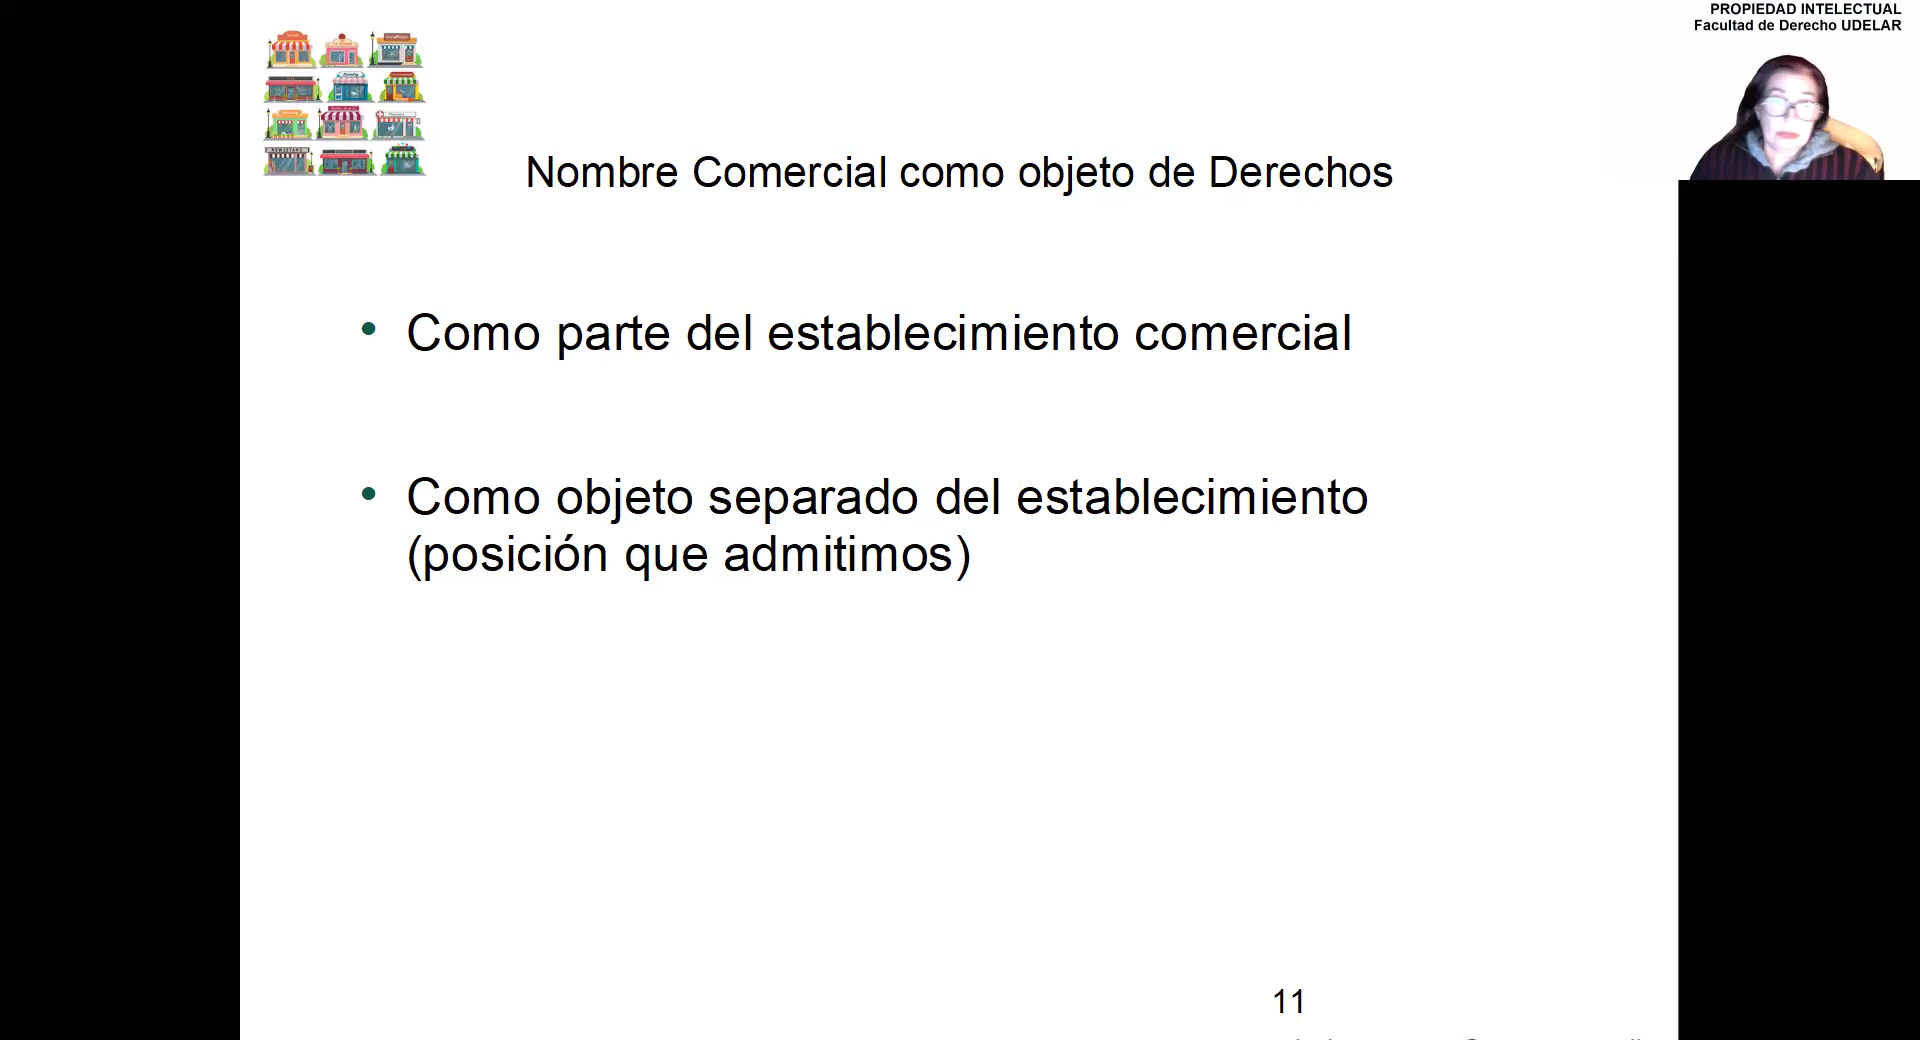 PROPIEDAD INTELECTUAL
Facultad de Derecho UDELAR
NEWSSTAND
Nombre Comercial como objeto de Derechos
• Como parte del establecimiento comercial
• Como objeto separado del establecimiento
(posición que admitimos)
11